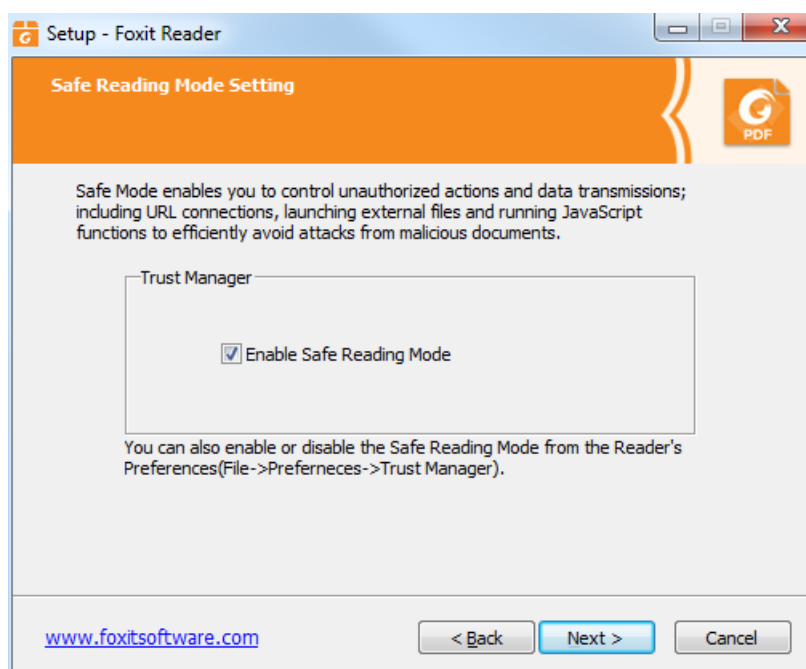 Setup - Foxit Reader
Safe Reading Mode Setting
PDF
Safe Mode enables you to control unauthorized actions and data transmissions;
including URL connections, launching external files and running JavaScript
functions to efficiently avoid attacks from malicious documents.
Trust Manager
Enable Safe Reading Mode
You can also enable or disable the Safe Reading Mode from the Reader's
Preferences(File->Preferneces->Trust Manager).
www.foxitsoftware.com
< Back
Next >
Cancel